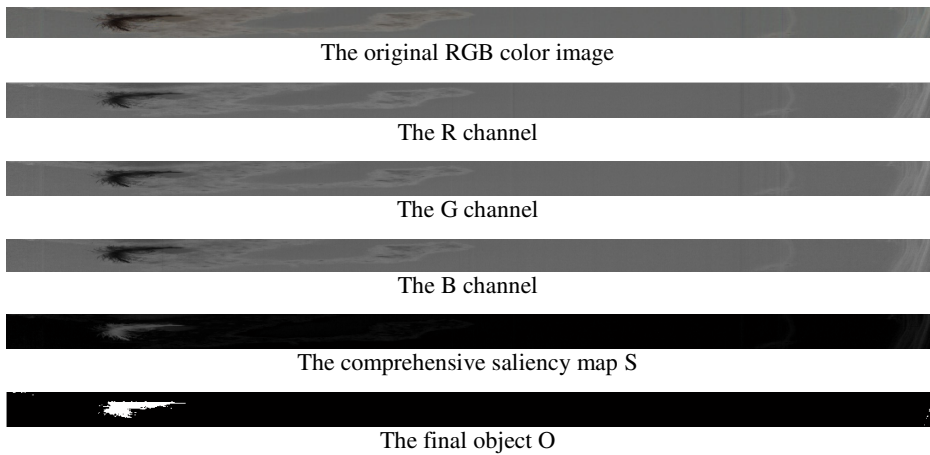 The original RGB color image
The R channel
The G channel
The B channel
The comprehensive saliency map S
The final object O